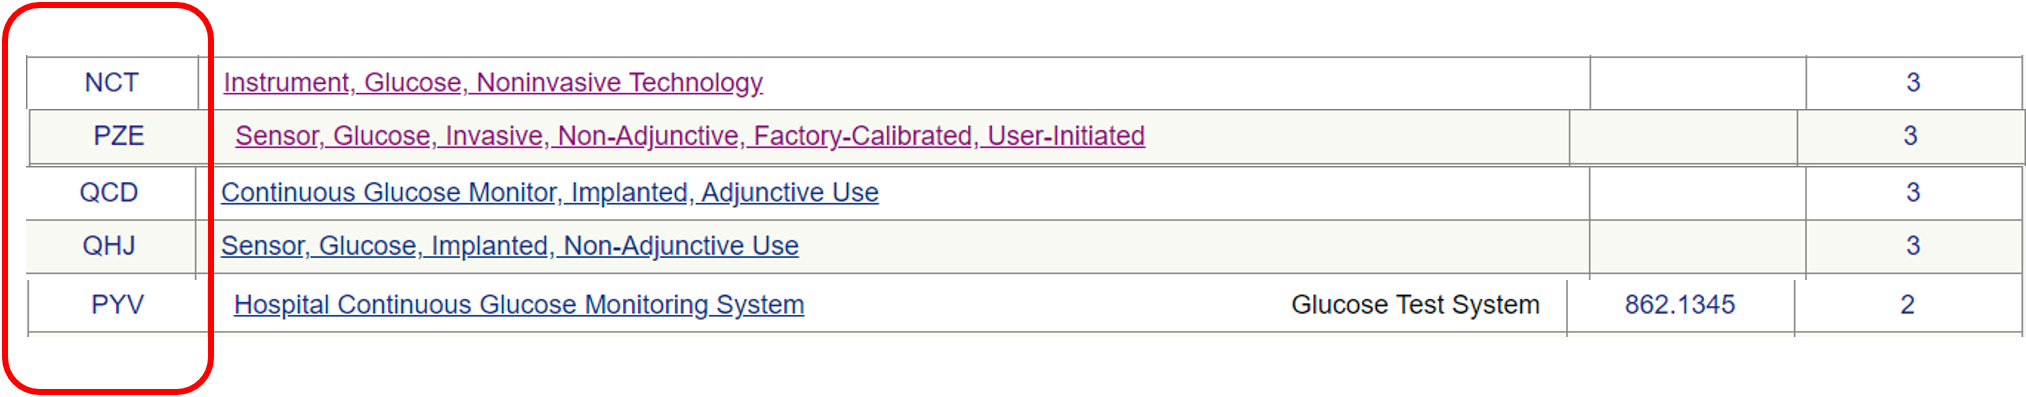 NCT Instrument, Glucose, Noninvasive Technology 3
PZE Sensor, Glucose, Invasive, Non-Adjunctive, Factory-Calibrated, User-Initiated 3
QCD Continuous Glucose Monitor, Implanted, Adjunctive Use 3
QHJ Sensor, Glucose, Implanted, Non-Adjunctive Use 3
PYV Hospital Continuous Glucose Monitoring System Glucose Test System 862.1345 2